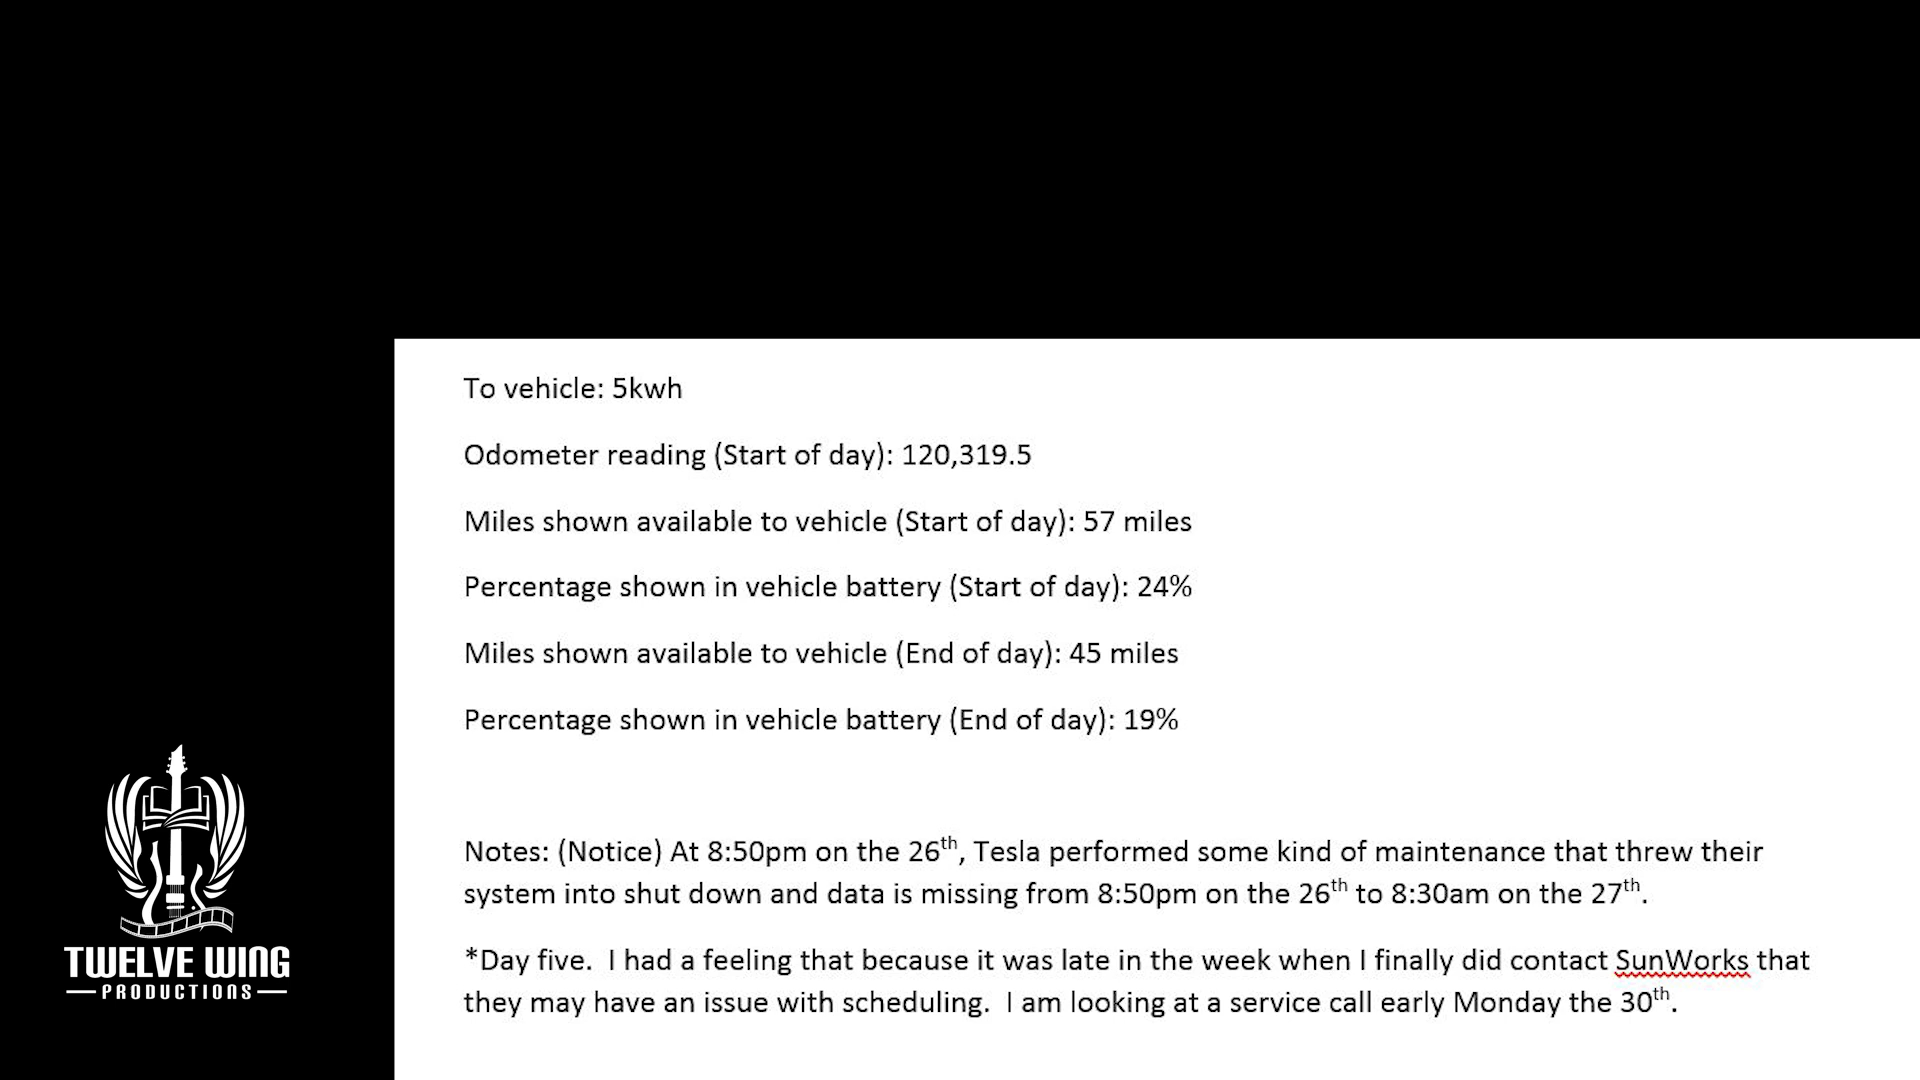 To vehicle: 5kwh
Odometer reading (Start of day): 120,319.5
Miles shown available to vehicle (Start of day): 57 miles
Percentage shown in vehicle battery (Start of day): 24%
Miles shown available to vehicle (End of day): 45 miles
Percentage shown in vehicle battery (End of day): 19%
Notes: (Notice) At 8:50pm on the 26th, Tesla performed some kind of maintenance that threw their
system into shut down and data is missing from 8:50pm on the 26th to 8:30am on the 27th.
*Day five.  I had a feeling that because it was late in the week when I finally did contact SunWorks that
they may have an issue with scheduling.  I am looking at a service call early Monday the 30th.
TWELVE WING
PRODUCTIONS